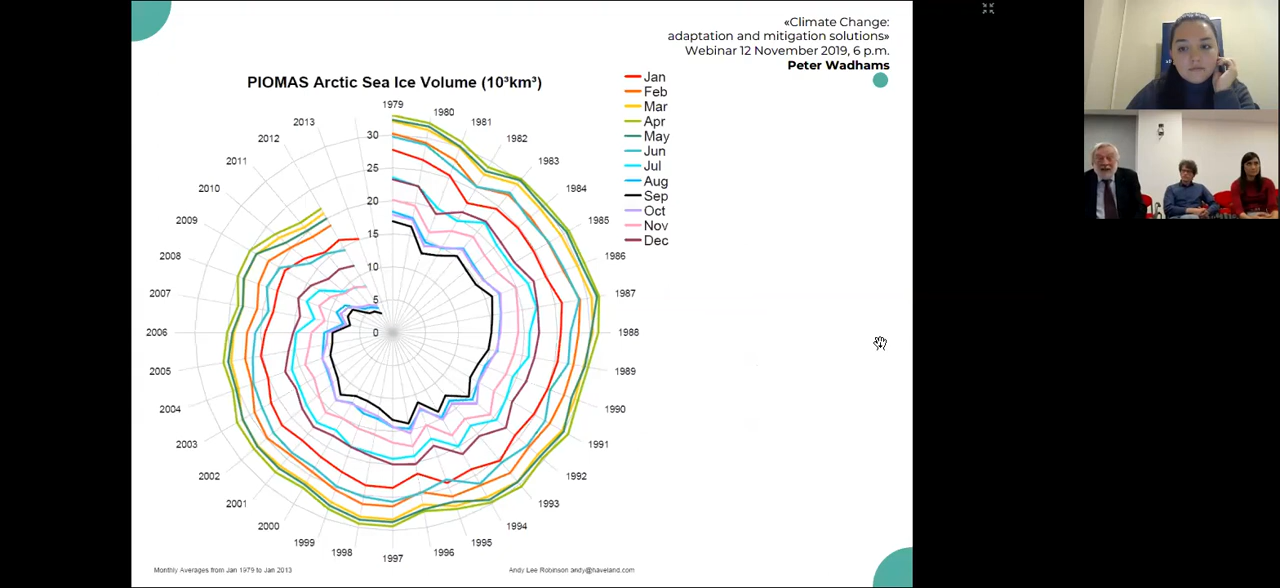 «Climate Change:
adaptation and mitigation solutions»
Webinar 12 November 2019, 6 p.m.
Peter Wadhams
PIOMAS Arctic Sea Ice Volume (10³km³)
Jan
Feb
Mar
Apr
May
Jun
Jul
Aug
Sep
Oct
Nov
Dec
1979
1980
1981
1982
1983
1984
1985
1986
1987
1988
1989
1990
1991
1992
1993
1994
1995
1996
1997
1998
1999
2000
2001
2002
2003
2004
2005
2006
2007
2008
2009
2010
2011
2012
2013
30
25
20
15
10
5
0
Monthly Averages from Jan 1979 to Jan 2013
Andy Lee Robinson andy@haveland.com